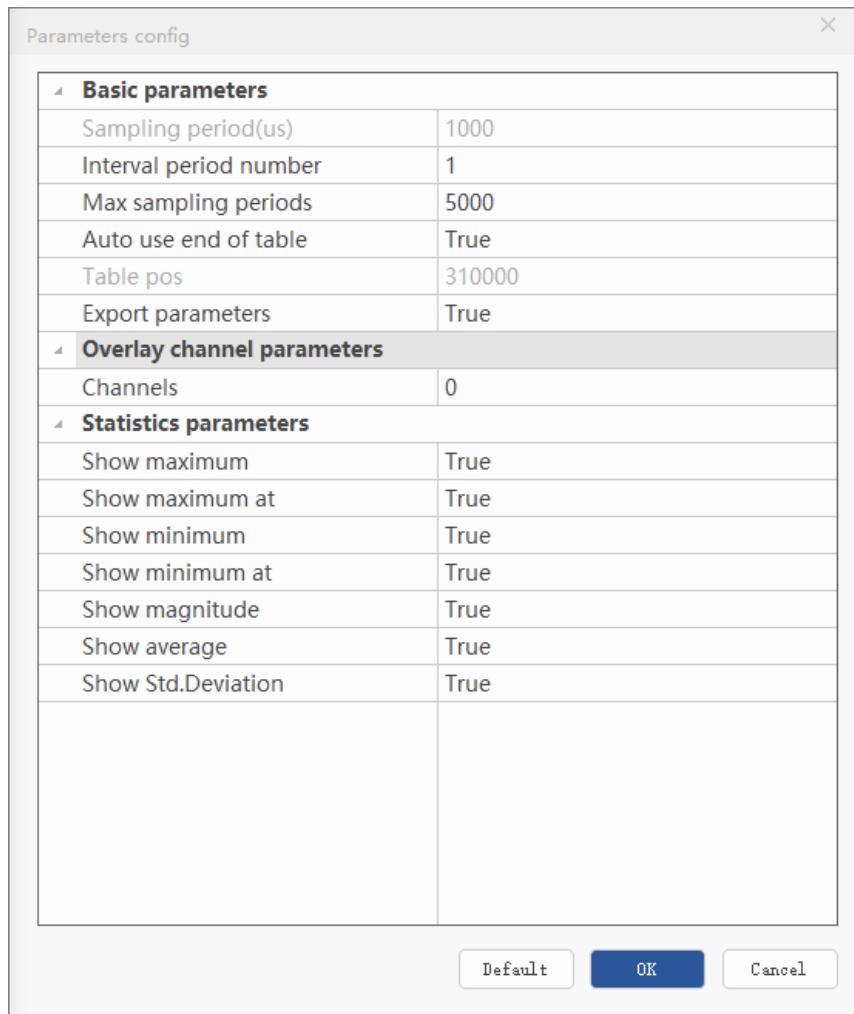 Parameters config
Basic parameters
Sampling period(us) 1000
Interval period number 1
Max sampling periods 5000
Auto use end of table True
Table pos 310000
Export parameters True
Overlay channel parameters
Channels 0
Statistics parameters
Show maximum True
Show maximum at True
Show minimum True
Show minimum at True
Show magnitude True
Show average True
Show Std.Deviation True
Default OK Cancel